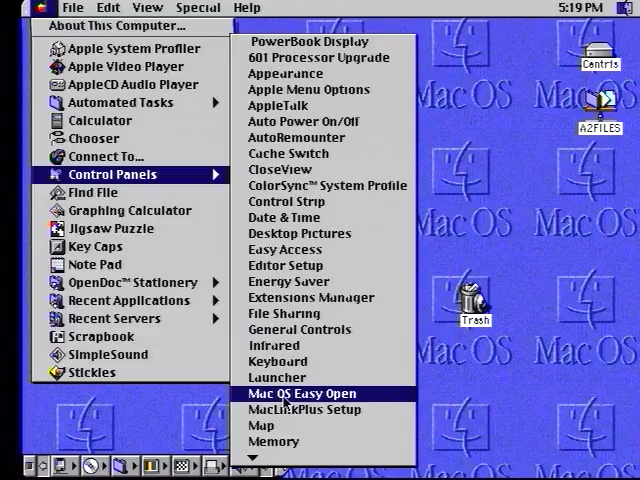 File Edit View Special Help 5:19 PM
About This Computer...
Apple System Profiler
Apple Video Player
AppleCD Audio Player
Automated Tasks
Calculator
Chooser
Connect To...
Control Panels
Find File
Graphing Calculator
Jigsaw Puzzle
Key Caps
Note Pad
OpenDoc™ Stationery
Recent Applications
Recent Servers
Scrapbook
SimpleSound
Stickies
PowerBook Display
601 Processor Upgrade
Appearance
Apple Menu Options
AppleTalk
Auto Power On/Off
AutoRemounter
Cache Switch
CloseView
ColorSync™ System Profile
Control Strip
Date & Time
Desktop Pictures
Easy Access
Editor Setup
Energy Saver
Extensions Manager
File Sharing
General Controls
Infrared
Keyboard
Launcher
Mac OS Easy Open
MacLinkPlus Setup
Map
Memory
Cantris
A2FILES
Trash
Mac OS
Mac OS
Mac OS
Mac OS
Mac OS
Mac OS